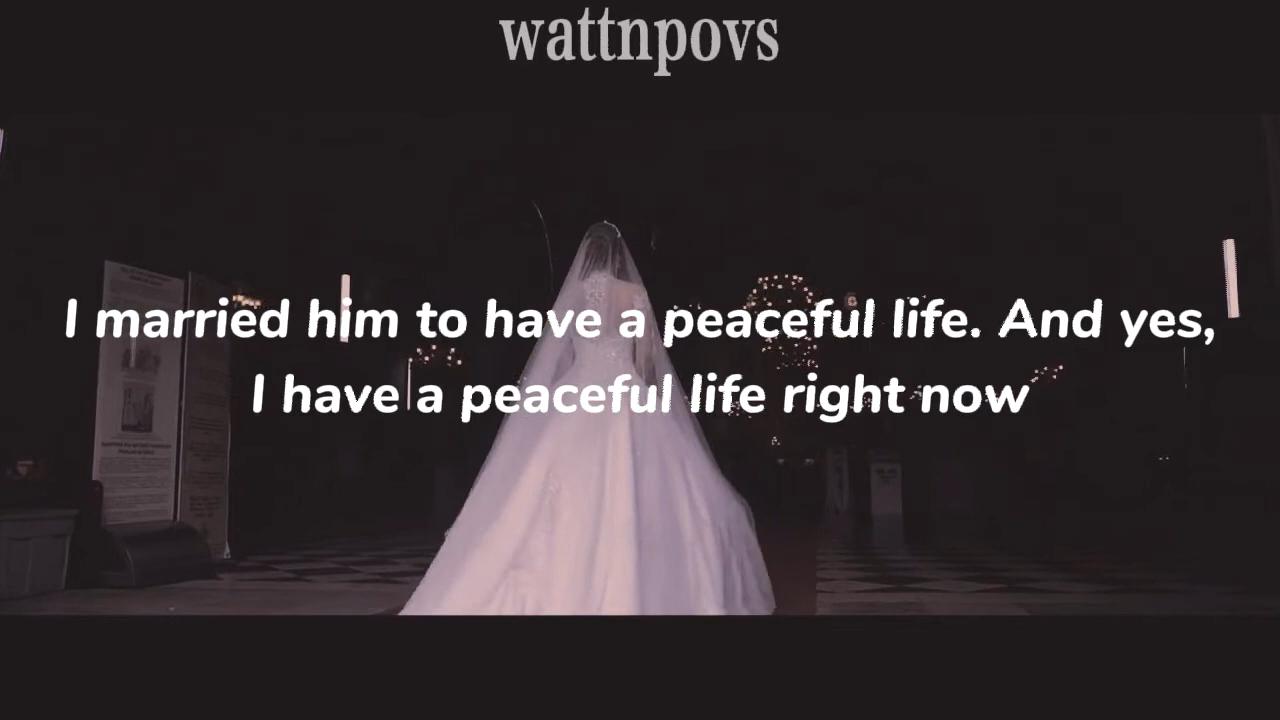 wattnpovs
I married him to have a peaceful life. And yes,
I have a peaceful life right now